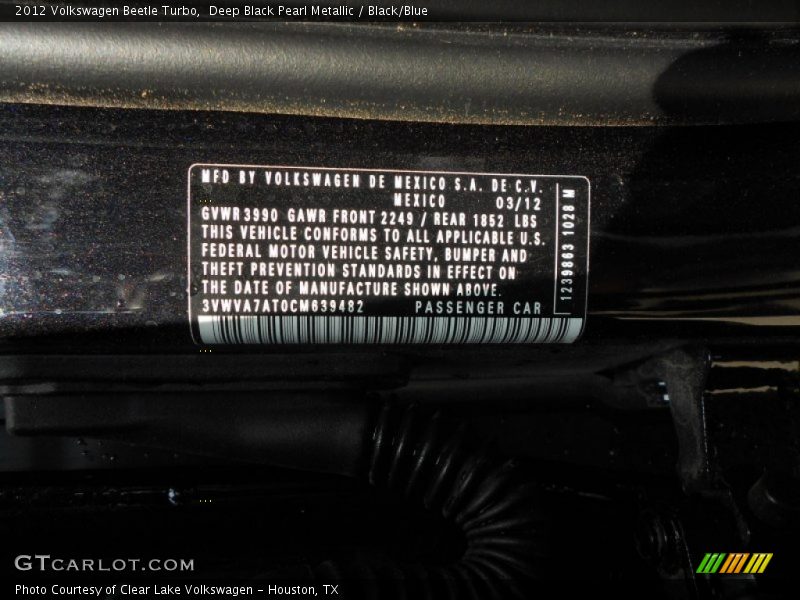 2012 Volkswagen Beetle Turbo,  Deep Black Pearl Metallic / Black/Blue
MFD BY VOLKSWAGEN DE MEXICO S.A. DE C.V.
MEXICO 03/12
GVWR 3990 GAWR FRONT 2249 / REAR 1852 LBS
THIS VEHICLE CONFORMS TO ALL APPLICABLE U.S.
FEDERAL MOTOR VEHICLE SAFETY, BUMPER AND
THEFT PREVENTION STANDARDS IN EFFECT ON
THE DATE OF MANUFACTURE SHOWN ABOVE.
3VWVA7AT0CM639482 PASSENGER CAR
1239863 1028 M
GTCARLOT.COM
Photo Courtesy of Clear Lake Volkswagen - Houston, TX